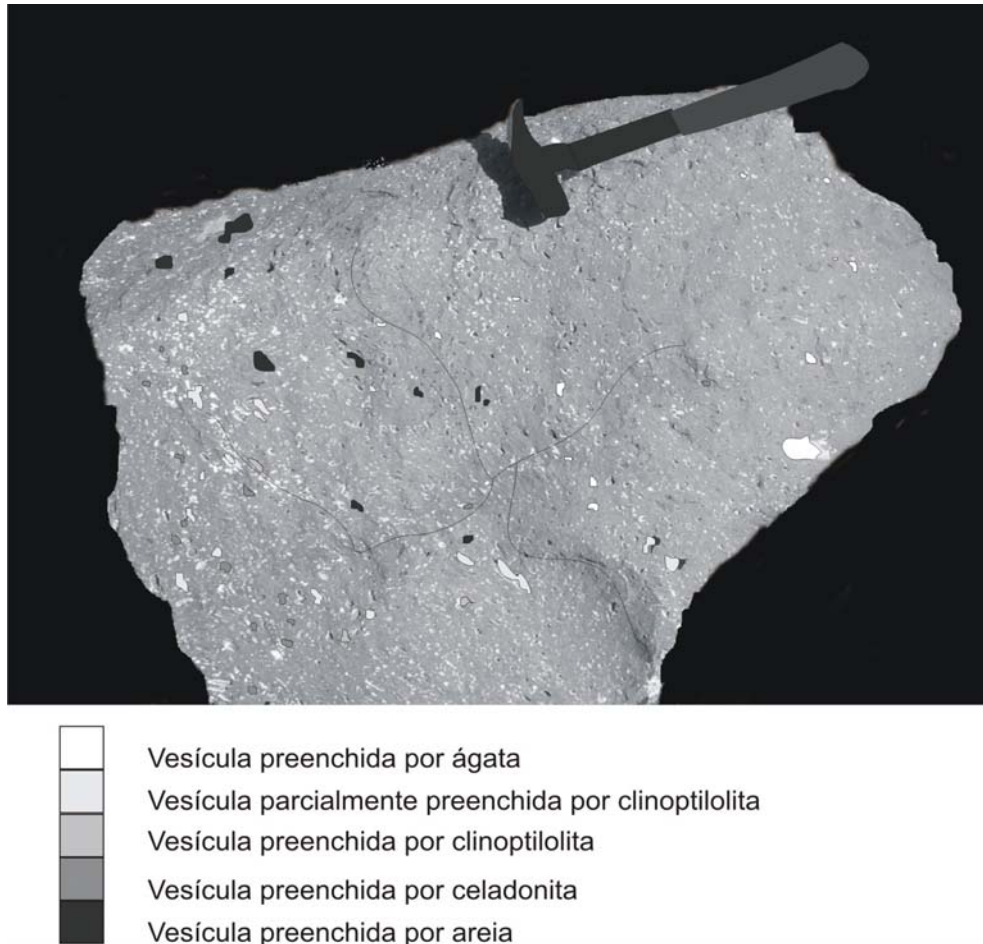 Vesícula preenchida por ágata
Vesícula parcialmente preenchida por clinoptilolita
Vesícula preenchida por clinoptilolita
Vesícula preenchida por celadonita
Vesícula preenchida por areia